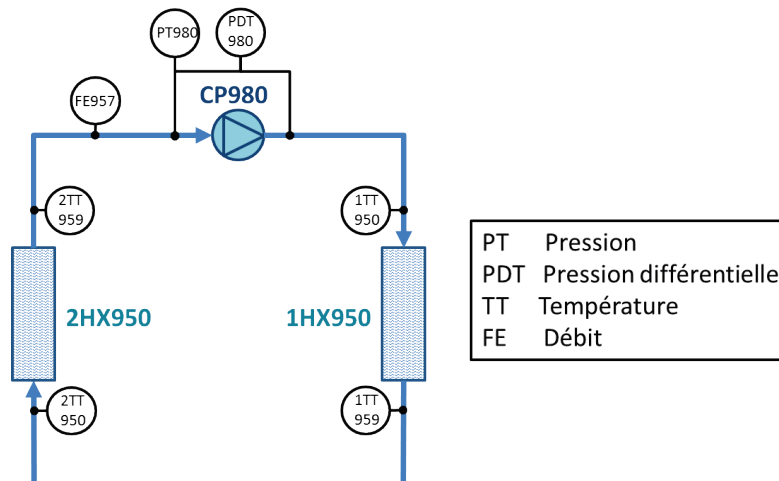 PT980
PDT
980
CP980
FE957
2TT
959
1TT
950
2HX950
1HX950
2TT
950
1TT
959
PT Pression
PDT Pression différentielle
TT Température
FE Débit